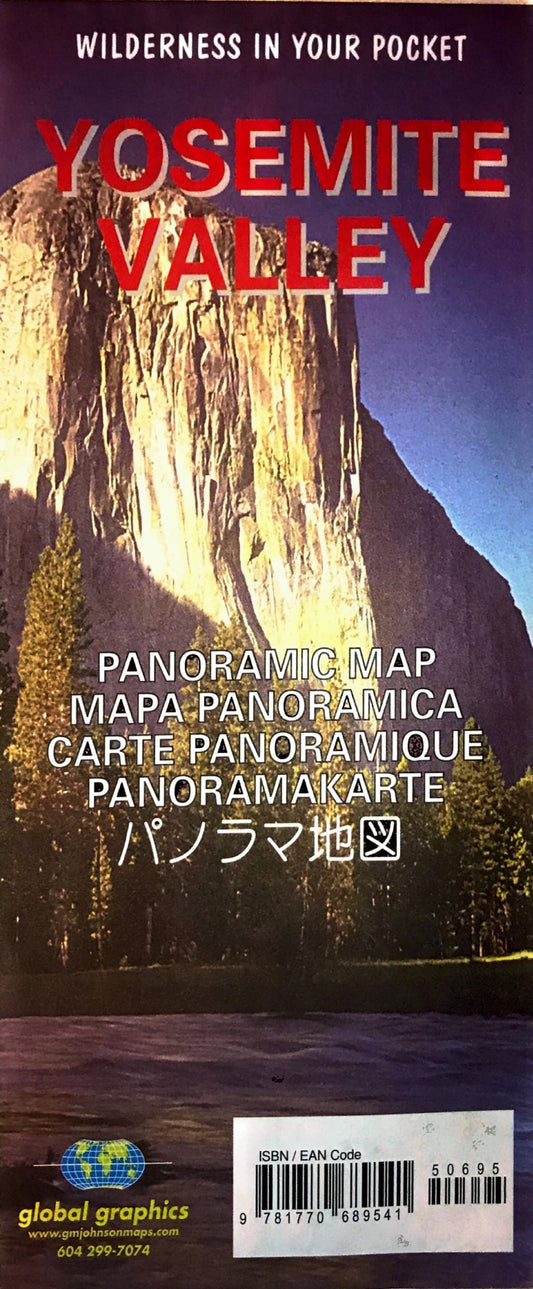 WILDERNESS IN YOUR POCKET
YOSEMITE
VALLEY
PANORAMIC MAP
MAPA PANORAMICA
CARTE PANORAMIQUE
PANORAMAKARTE
パノラマ地図
global graphics
www.gmjohnsonmaps.com
604 299-7074
ISBN / EAN Code
50695
9 781770 689541